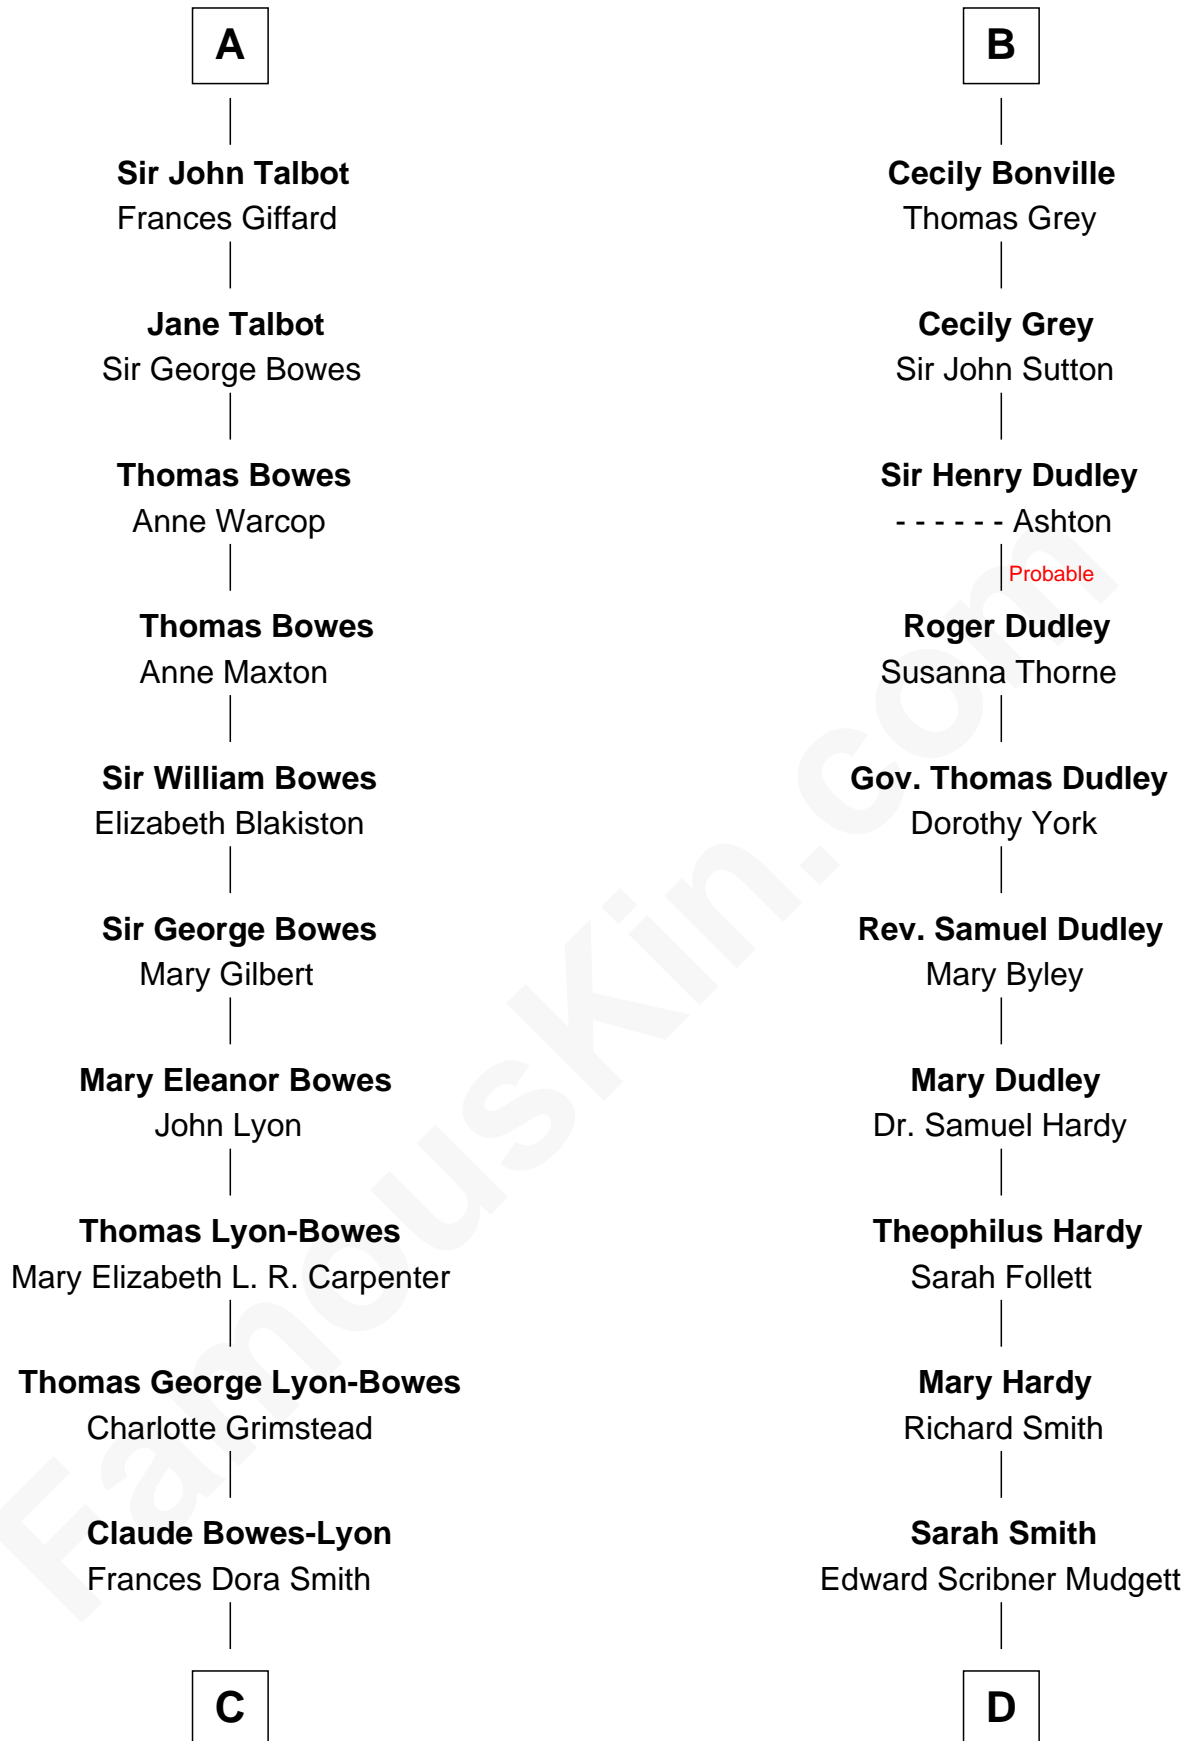 A
Sir John Talbot
Frances Giffard
Jane Talbot
Sir George Bowes
Thomas Bowes
Anne Warcop
Thomas Bowes
Anne Maxton
Sir William Bowes
Elizabeth Blakiston
Sir George Bowes
Mary Gilbert
Mary Eleanor Bowes
John Lyon
Thomas Lyon-Bowes
Mary Elizabeth L. R. Carpenter
Thomas George Lyon-Bowes
Charlotte Grimstead
Claude Bowes-Lyon
Frances Dora Smith
C
B
Cecily Bonville
Thomas Grey
Cecily Grey
Sir John Sutton
Sir Henry Dudley
- - - - - - Ashton
Probable
Roger Dudley
Susanna Thorne
Gov. Thomas Dudley
Dorothy York
Rev. Samuel Dudley
Mary Byley
Mary Dudley
Dr. Samuel Hardy
Theophilus Hardy
Sarah Follett
Mary Hardy
Richard Smith
Sarah Smith
Edward Scribner Mudgett
D
FamousKin.com